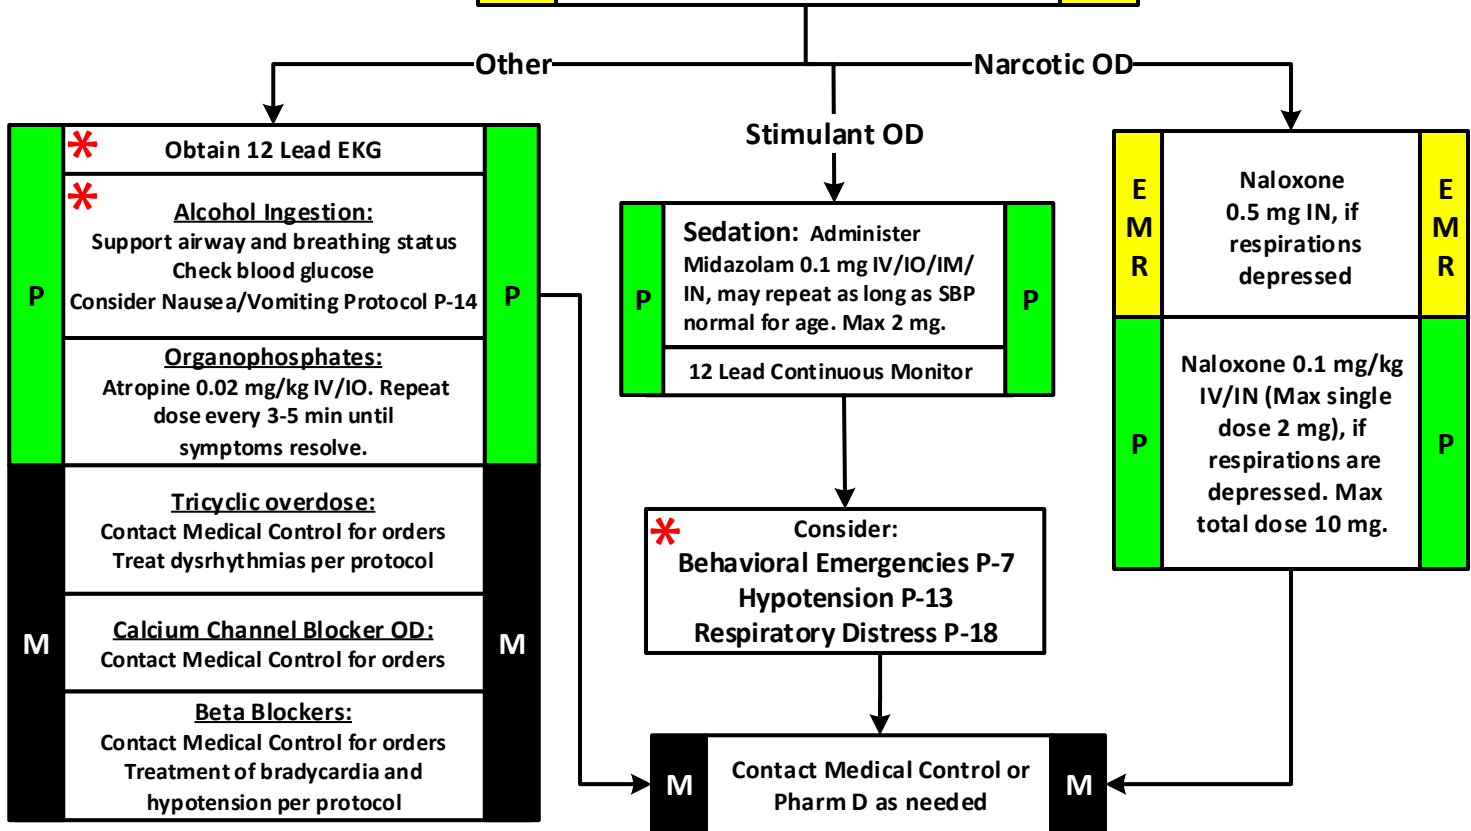 Other
Narcotic OD
Stimulant OD
P
P
* Obtain 12 Lead EKG
* Alcohol Ingestion:
Support airway and breathing status
Check blood glucose
Consider Nausea/Vomiting Protocol P-14
Organophosphates:
Atropine 0.02 mg/kg IV/IO. Repeat
dose every 3-5 min until
symptoms resolve.
M
M
Tricyclic overdose:
Contact Medical Control for orders
Treat dysrhythmias per protocol
Calcium Channel Blocker OD:
Contact Medical Control for orders
Beta Blockers:
Contact Medical Control for orders
Treatment of bradycardia and
hypotension per protocol
P
P
Sedation: Administer
Midazolam 0.1 mg IV/IO/IM/
IN, may repeat as long as SBP
normal for age. Max 2 mg.
12 Lead Continuous Monitor
* Consider:
Behavioral Emergencies P-7
Hypotension P-13
Respiratory Distress P-18
E
M
R
E
M
R
Naloxone
0.5 mg IN, if
respirations
depressed
P
P
Naloxone 0.1 mg/kg
IV/IN (Max single
dose 2 mg), if
respirations are
depressed. Max
total dose 10 mg.
M
M
Contact Medical Control or
Pharm D as needed